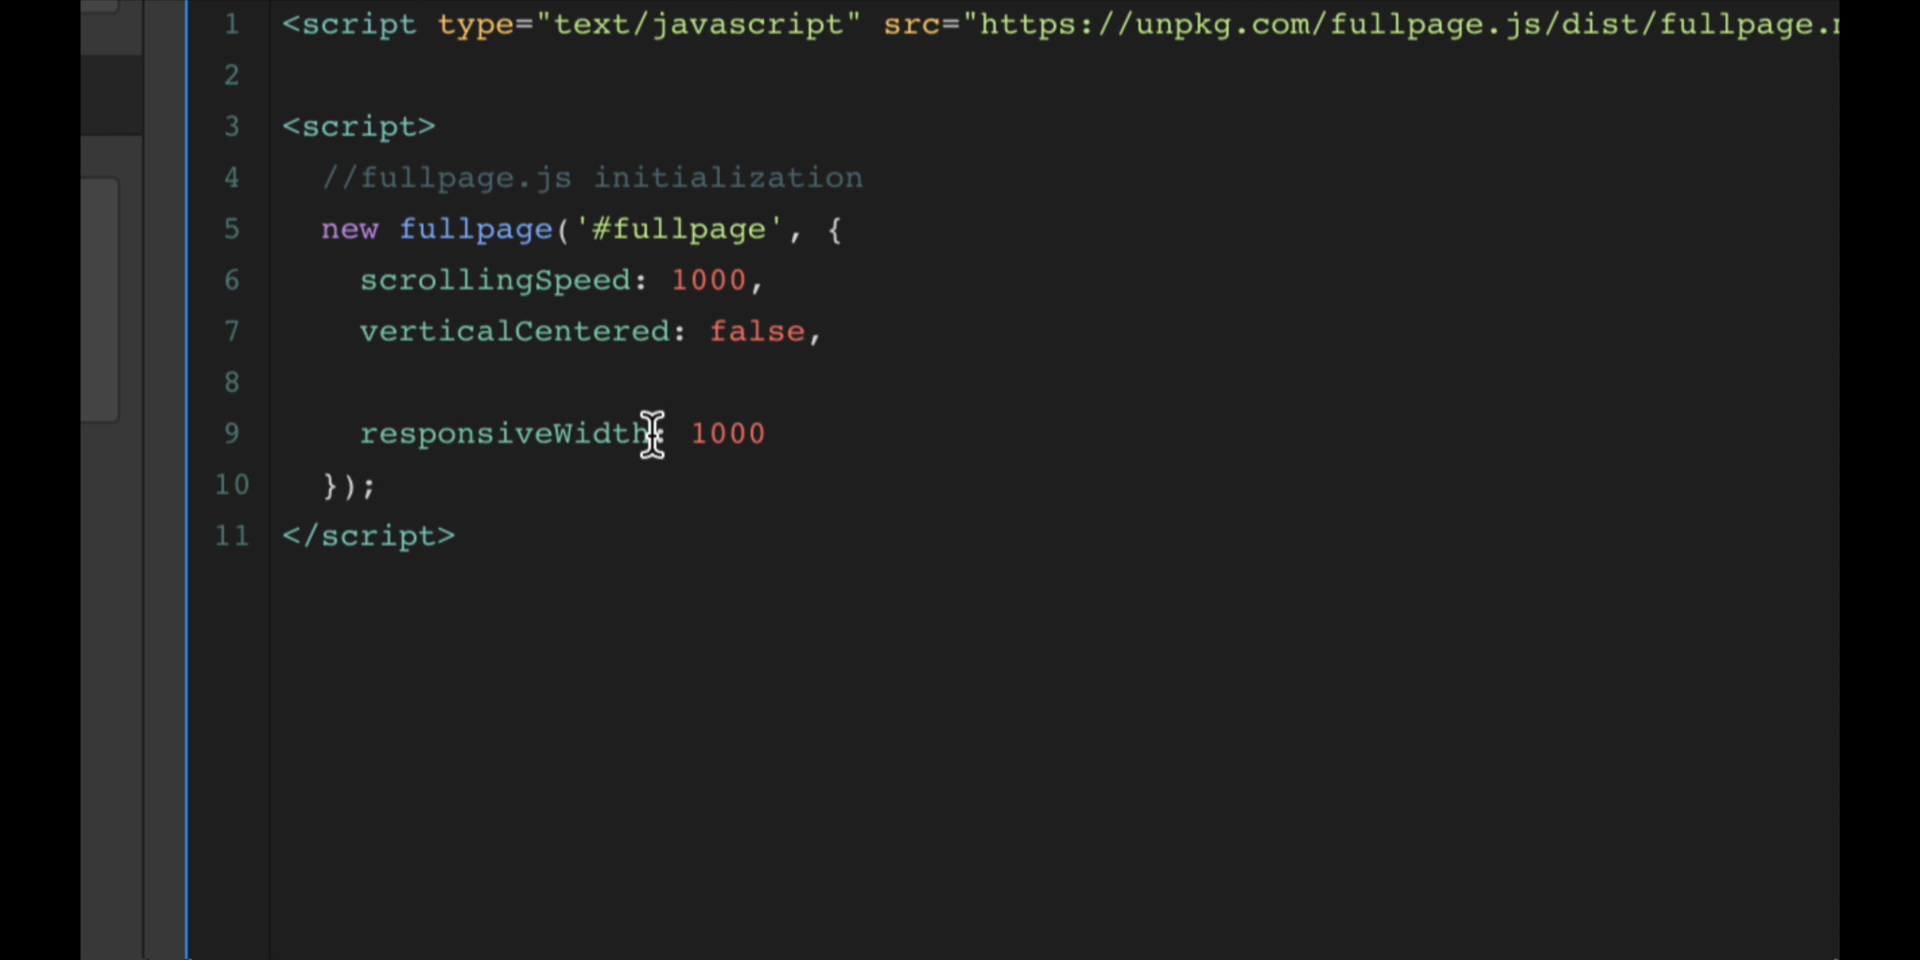 1 <script type="text/javascript" src="https://unpkg.com/fullpage.js/dist/fullpage.
2
3 <script>
4 //fullpage.js initialization
5 new fullpage('#fullpage', {
6 scrollingSpeed: 1000,
7 verticalCentered: false,
8
9 responsiveWidth: 1000
10 });
11 </script>